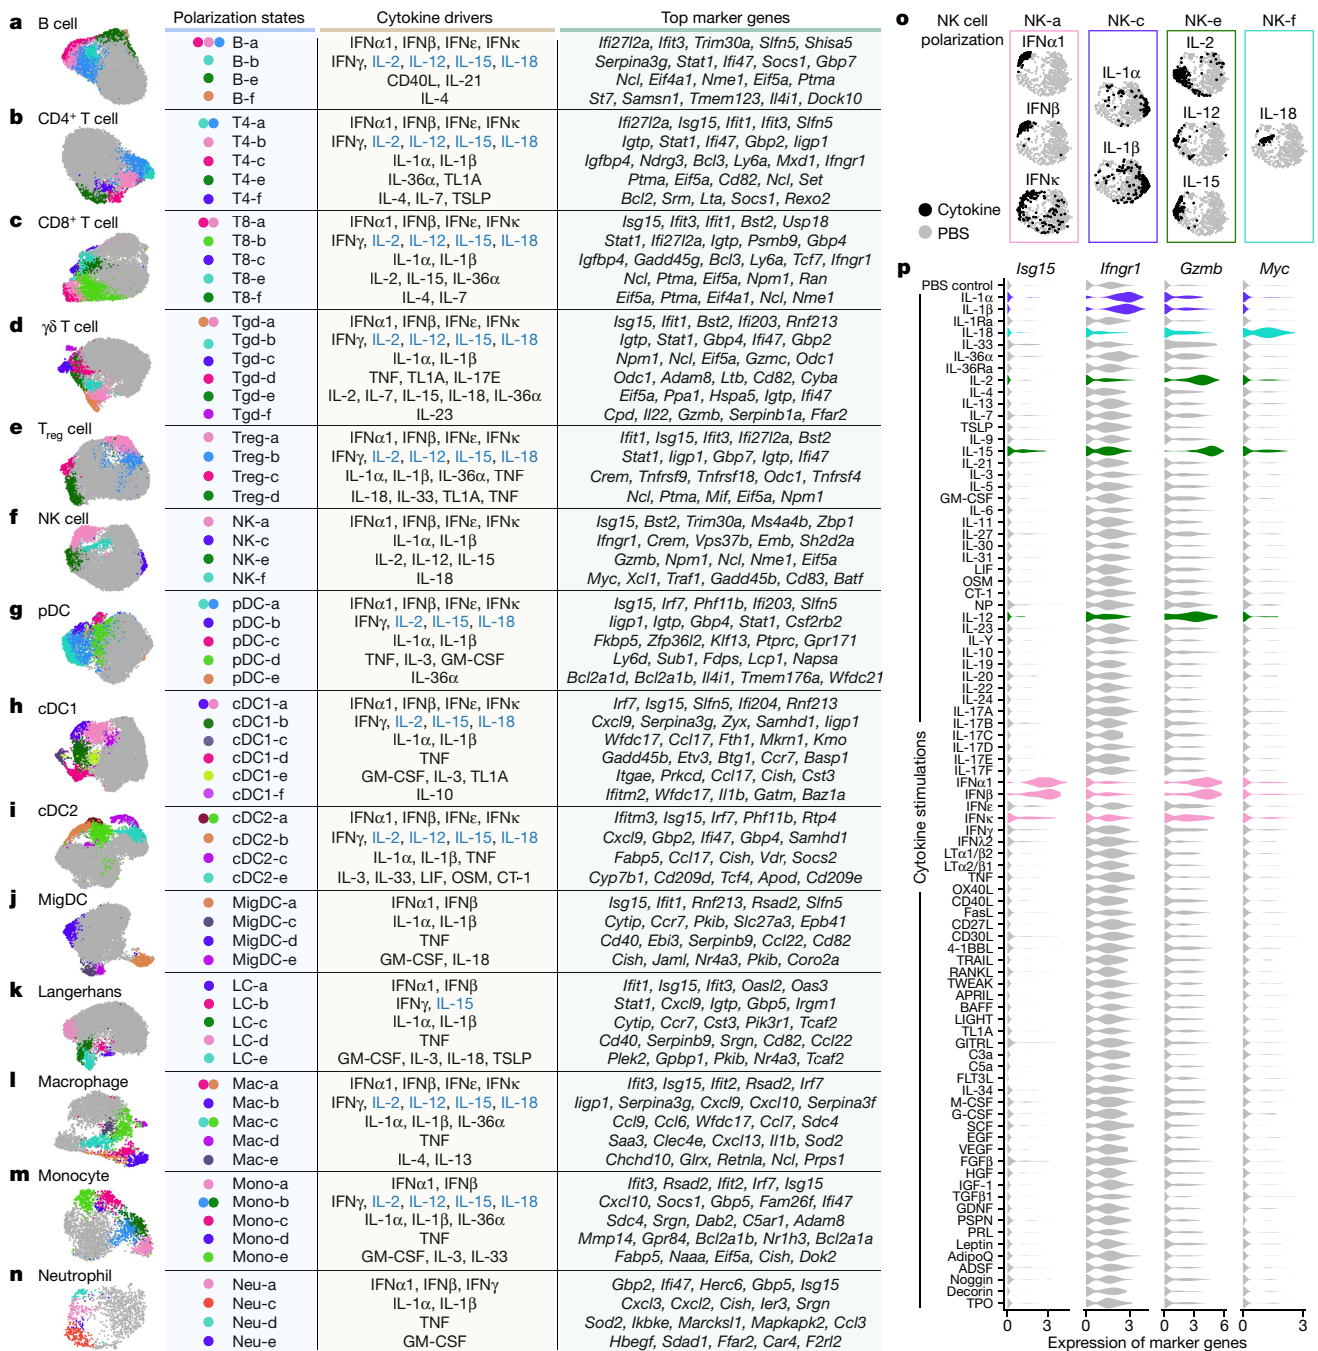 Polarization states Cytokine drivers Top marker genes
a B cell
B-a IFNα1, IFNβ, IFNε, IFNκ Ifi27l2a, Ifit3, Trim30a, Slfn5, Shisa5
B-b IFNγ, IL-2, IL-12, IL-15, IL-18 Serpina3g, Stat1, Ifi47, Socs1, Gbp7
B-e CD40L, IL-21 Ncl, Eif4a1, Nme1, Eif5a, Ptma
B-f IL-4 St7, Samsn1, Tmem123, Il4i1, Dock10
b CD4+ T cell
T4-a IFNα1, IFNβ, IFNε, IFNκ Ifi27l2a, Isg15, Ifit1, Ifit3, Slfn5
T4-b IFNγ, IL-2, IL-12, IL-15, IL-18 Igtp, Stat1, Ifi47, Gbp2, Iigp1
T4-c IL-1α, IL-1β Igfbp4, Ndrg3, Bcl3, Ly6a, Mxd1, Ifngr1
T4-e IL-36α, TL1A Ptma, Eif5a, Cd82, Ncl, Set
T4-f IL-4, IL-7, TSLP Bcl2, Srm, Lta, Socs1, Rexo2
c CD8+ T cell
T8-a IFNα1, IFNβ, IFNε, IFNκ Isg15, Ifit3, Ifit1, Bst2, Usp18
T8-b IFNγ, IL-2, IL-12, IL-15, IL-18 Stat1, Ifi27l2a, Igtp, Psmb9, Gbp4
T8-c IL-1α, IL-1β Igfbp4, Gadd45g, Bcl3, Ly6a, Tcf7, Ifngr1
T8-e IL-2, IL-15, IL-36α Ncl, Ptma, Eif5a, Npm1, Ran
T8-f IL-4, IL-7 Eif5a, Ptma, Eif4a1, Ncl, Nme1
d γδ T cell
Tgd-a IFNα1, IFNβ, IFNε, IFNκ Isg15, Ifit1, Bst2, Ifi203, Rnf213
Tgd-b IFNγ, IL-2, IL-12, IL-15, IL-18 Igtp, Stat1, Gbp4, Ifi47, Gbp2
Tgd-c IL-1α, IL-1β Npm1, Ncl, Eif5a, Gzmc, Odc1
Tgd-d TNF, TL1A, IL-17E Odc1, Adam8, Ltb, Cd82, Cyba
Tgd-e IL-2, IL-7, IL-15, IL-18, IL-36α Eif5a, Ppa1, Hspa5, Igtp, Ifi47
Tgd-f IL-23 Cpd, Il22, Gzmb, Serpinb1a, Ffar2
e Treg cell
Treg-a IFNα1, IFNβ, IFNε, IFNκ Ifit1, Isg15, Ifit3, Ifi27l2a, Bst2
Treg-b IFNγ, IL-2, IL-12, IL-15, IL-18 Stat1, Iigp1, Gbp7, Igtp, Ifi47
Treg-c IL-1α, IL-1β, IL-36α, TNF Crem, Tnfrsf9, Tnfrsf18, Odc1, Tnfrsf4
Treg-d IL-18, IL-33, TL1A, TNF Ncl, Ptma, Mif, Eif5a, Npm1
f NK cell
NK-a IFNα1, IFNβ, IFNε, IFNκ Isg15, Bst2, Trim30a, Ms4a4b, Zbp1
NK-c IL-1α, IL-1β Ifngr1, Crem, Vps37b, Emb, Sh2d2a
NK-e IL-2, IL-12, IL-15 Gzmb, Npm1, Ncl, Nme1, Eif5a
NK-f IL-18 Myc, Xcl1, Traf1, Gadd45b, Cd83, Batf
g pDC
pDC-a IFNα1, IFNβ, IFNε, IFNκ Isg15, Irf7, Phf11b, Ifi203, Slfn5
pDC-b IFNγ, IL-2, IL-15, IL-18 Iigp1, Igtp, Gbp4, Stat1, Csf2rb2
pDC-c IL-1α, IL-1β Fkbp5, Zfp36l2, Klf13, Ptprc, Gpr171
pDC-d TNF, IL-3, GM-CSF Ly6d, Sub1, Fdps, Lcp1, Napsa
pDC-e IL-36α Bcl2a1d, Bcl2a1b, Il4i1, Tmem176a, Wfdc21
h cDC1
cDC1-a IFNα1, IFNβ, IFNε, IFNκ Irf7, Isg15, Slfn5, Ifi204, Rnf213
cDC1-b IFNγ, IL-2, IL-15, IL-18 Cxcl9, Serpina3g, Zyx, Samhd1, Iigp1
cDC1-c IL-1α, IL-1β Wfdc17, Ccl17, Fth1, Mkrn1, Kmo
cDC1-d TNF Gadd45b, Etv3, Btg1, Ccr7, Basp1
cDC1-e GM-CSF, IL-3, TL1A Itgae, Prkcd, Ccl17, Cish, Cst3
cDC1-f IL-10 Ifitm2, Wfdc17, Il1b, Gatm, Baz1a
i cDC2
cDC2-a IFNα1, IFNβ, IFNε, IFNκ Ifitm3, Isg15, Irf7, Phf11b, Rtp4
cDC2-b IFNγ, IL-2, IL-12, IL-15, IL-18 Cxcl9, Gbp2, Ifi47, Gbp4, Samhd1
cDC2-c IL-1α, IL-1β, TNF Fabp5, Ccl17, Cish, Vdr, Socs2
cDC2-e IL-3, IL-33, LIF, OSM, CT-1 Cyp7b1, Cd209d, Tcf4, Apod, Cd209e
j MigDC
MigDC-a IFNα1, IFNβ Isg15, Ifit1, Rnf213, Rsad2, Slfn5
MigDC-c IL-1α, IL-1β Cytip, Ccr7, Pkib, Slc27a3, Epb41
MigDC-d TNF Cd40, Ebi3, Serpinb9, Ccl22, Cd82
MigDC-e GM-CSF, IL-18 Cish, Jaml, Nr4a3, Pkib, Coro2a
k Langerhans
LC-a IFNα1, IFNβ Ifit1, Isg15, Ifit3, Oasl2, Oas3
LC-b IFNγ, IL-15 Stat1, Cxcl9, Igtp, Gbp5, Irgm1
LC-c IL-1α, IL-1β Cytip, Ccr7, Cst3, Pik3r1, Tcaf2
LC-d TNF Cd40, Serpinb9, Srgn, Cd82, Ccl22
LC-e GM-CSF, IL-3, IL-18, TSLP Plek2, Gpbp1, Pkib, Nr4a3, Tcaf2
l Macrophage
Mac-a IFNα1, IFNβ, IFNε, IFNκ Ifit3, Isg15, Ifit2, Rsad2, Irf7
Mac-b IFNγ, IL-2, IL-12, IL-15, IL-18 Iigp1, Serpina3g, Cxcl9, Cxcl10, Serpina3f
Mac-c IL-1α, IL-1β, IL-36α Ccl9, Ccl6, Wfdc17, Ccl7, Sdc4
Mac-d TNF Saa3, Clec4e, Cxcl13, Il1b, Sod2
Mac-e IL-4, IL-13 Chchd10, Glrx, Retnla, Ncl, Prps1
m Monocyte
Mono-a IFNα1, IFNβ Ifit3, Rsad2, Ifit2, Irf7, Isg15
Mono-b IFNγ, IL-2, IL-12, IL-15, IL-18 Cxcl10, Socs1, Gbp5, Fam26f, Ifi47
Mono-c IL-1α, IL-1β, IL-36α Sdc4, Srgn, Dab2, C5ar1, Adam8
Mono-d TNF Mmp14, Gpr84, Bcl2a1b, Nr1h3, Bcl2a1a
Mono-e GM-CSF, IL-3, IL-33 Fabp5, Naaa, Eif5a, Cish, Dok2
n Neutrophil
Neu-a IFNα1, IFNβ, IFNγ Gbp2, Ifi47, Herc6, Gbp5, Isg15
Neu-c IL-1α, IL-1β Cxcl3, Cxcl2, Cish, Ier3, Srgn
Neu-d TNF Sod2, Ikbke, Marcksl1, Mapkapk2, Ccl3
Neu-e GM-CSF Hbegf, Sdad1, Ffar2, Car4, F2rl2
o NK cell polarization
NK-a NK-c NK-e NK-f
IFNα1
IFNβ
IFNκ
IL-1α
IL-1β
IL-2
IL-12
IL-15
IL-18
Cytokine
PBS
p Isg15 Ifngr1 Gzmb Myc
Cytokine stimulations
PBS control
IL-1α
IL-1β
IL-1Ra
IL-18
IL-33
IL-36α
IL-36Ra
IL-2
IL-4
IL-13
IL-7
TSLP
IL-9
IL-15
IL-21
IL-3
IL-5
GM-CSF
IL-6
IL-11
IL-27
IL-30
IL-31
LIF
OSM
CT-1
NP
IL-12
IL-23
IL-Y
IL-10
IL-19
IL-20
IL-22
IL-24
IL-17A
IL-17B
IL-17C
IL-17D
IL-17E
IL-17F
IFNα1
IFNβ
IFNε
IFNκ
IFNγ
IFNλ2
LTα1/β2
LTα2/β1
TNF
OX40L
CD40L
FasL
CD27L
CD30L
4-1BBL
TRAIL
RANKL
TWEAK
APRIL
BAFF
LIGHT
TL1A
GITRL
C3a
C5a
FLT3L
IL-34
M-CSF
G-CSF
SCF
EGF
VEGF
FGFβ
HGF
IGF-1
TGFβ1
GDNF
PSPN
PRL
Leptin
AdipoQ
ADSF
Noggin
Decorin
TPO
0 3 0 3 0 3 6 0 3
Expression of marker genes